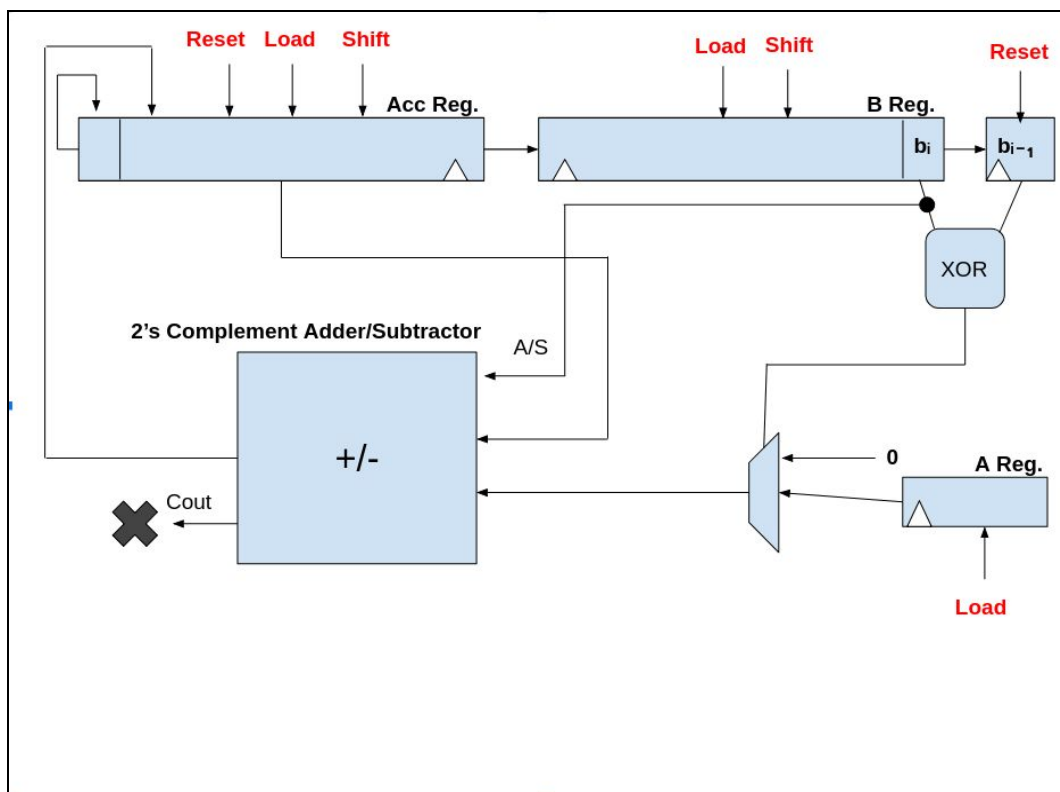 Reset Load Shift
Load Shift
Reset
Acc Reg.
B Reg.
bᵢ
bᵢ₋₁
XOR
2's Complement Adder/Subtractor
A/S
+/-
0
A Reg.
Cout
Load